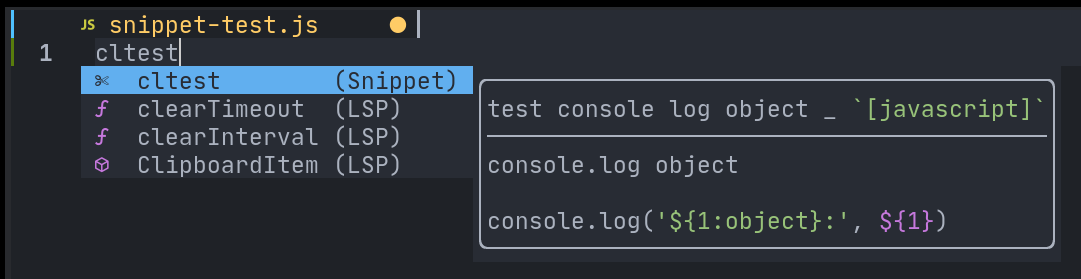 JS snippet-test.js
1 cltest
cltest (Snippet)
clearTimeout (LSP)
clearInterval (LSP)
ClipboardItem (LSP)
test console log object _ `[javascript]`
console.log object
console.log('${1:object}:', ${1})